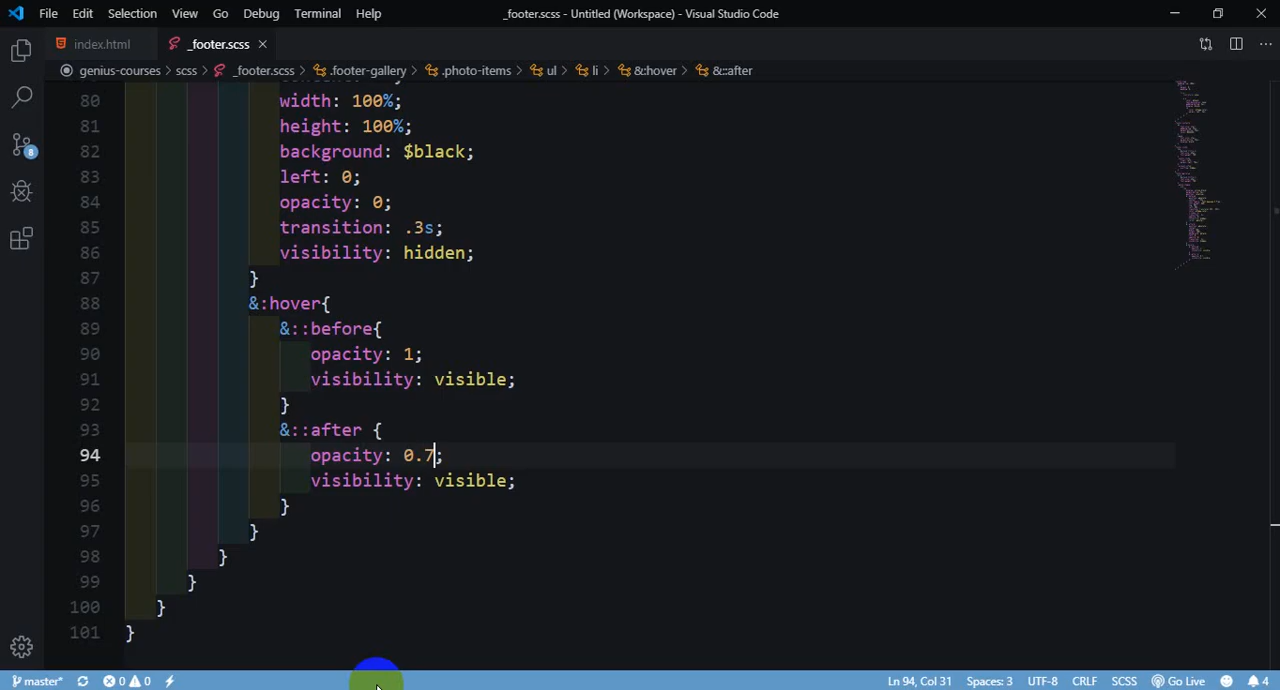 File Edit Selection View Go Debug Terminal Help
_footer.scss - Untitled (Workspace) - Visual Studio Code
index.html
_footer.scss
genius-courses > scss > _footer.scss > .footer-gallery > .photo-items > ul > li > &:hover > &::after
80 width: 100%;
81 height: 100%;
82 background: $black;
83 left: 0;
84 opacity: 0;
85 transition: .3s;
86 visibility: hidden;
87 }
88 &:hover{
89 &::before{
90 opacity: 1;
91 visibility: visible;
92 }
93 &::after {
94 opacity: 0.7;
95 visibility: visible;
96 }
97 }
98 }
99 }
100 }
101 }
8
master* 0 0 Ln 94, Col 31 Spaces: 3 UTF-8 CRLF SCSS Go Live 4